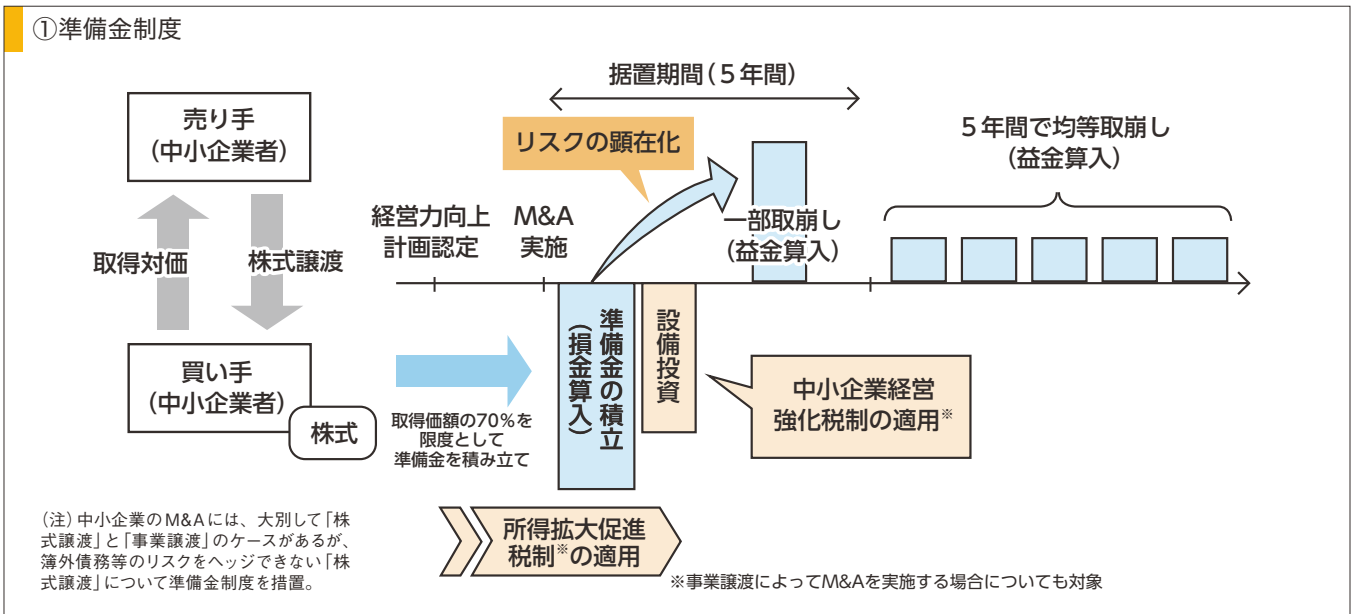 ①準備金制度
売り手
(中小企業者)
取得対価
株式譲渡
買い手
(中小企業者)
株式
(注)中小企業のM&Aには、大別して「株
式譲渡」と「事業譲渡」のケースがあるが、
簿外債務等のリスクをヘッジできない「株
式譲渡」について準備金制度を措置。
経営力向上
計画認定
M&A
実施
据置期間(5年間)
リスクの顕在化
一部取崩し
(益金算入)
5年間で均等取崩し
(益金算入)
取得価額の70%を
限度として
準備金を積み立て
準備金の積立
(損金算入)
設備投資
中小企業経営
強化税制の適用※
所得拡大促進
税制※の適用
※事業譲渡によってM&Aを実施する場合についても対象